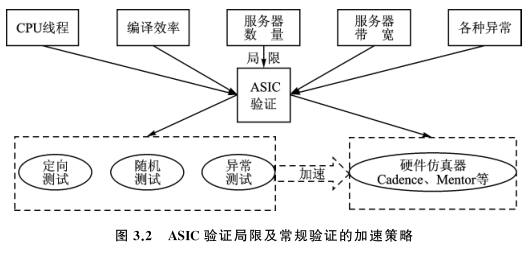 CPU线程
编译效率
服务器
数 量
服务器
带 宽
各种异常
局 限
ASIC
验证
定向
测试
随机
测试
异常
测试
加速
硬件仿真器
Cadence、Mentor等
图 3.2 ASIC 验证局限及常规验证的加速策略